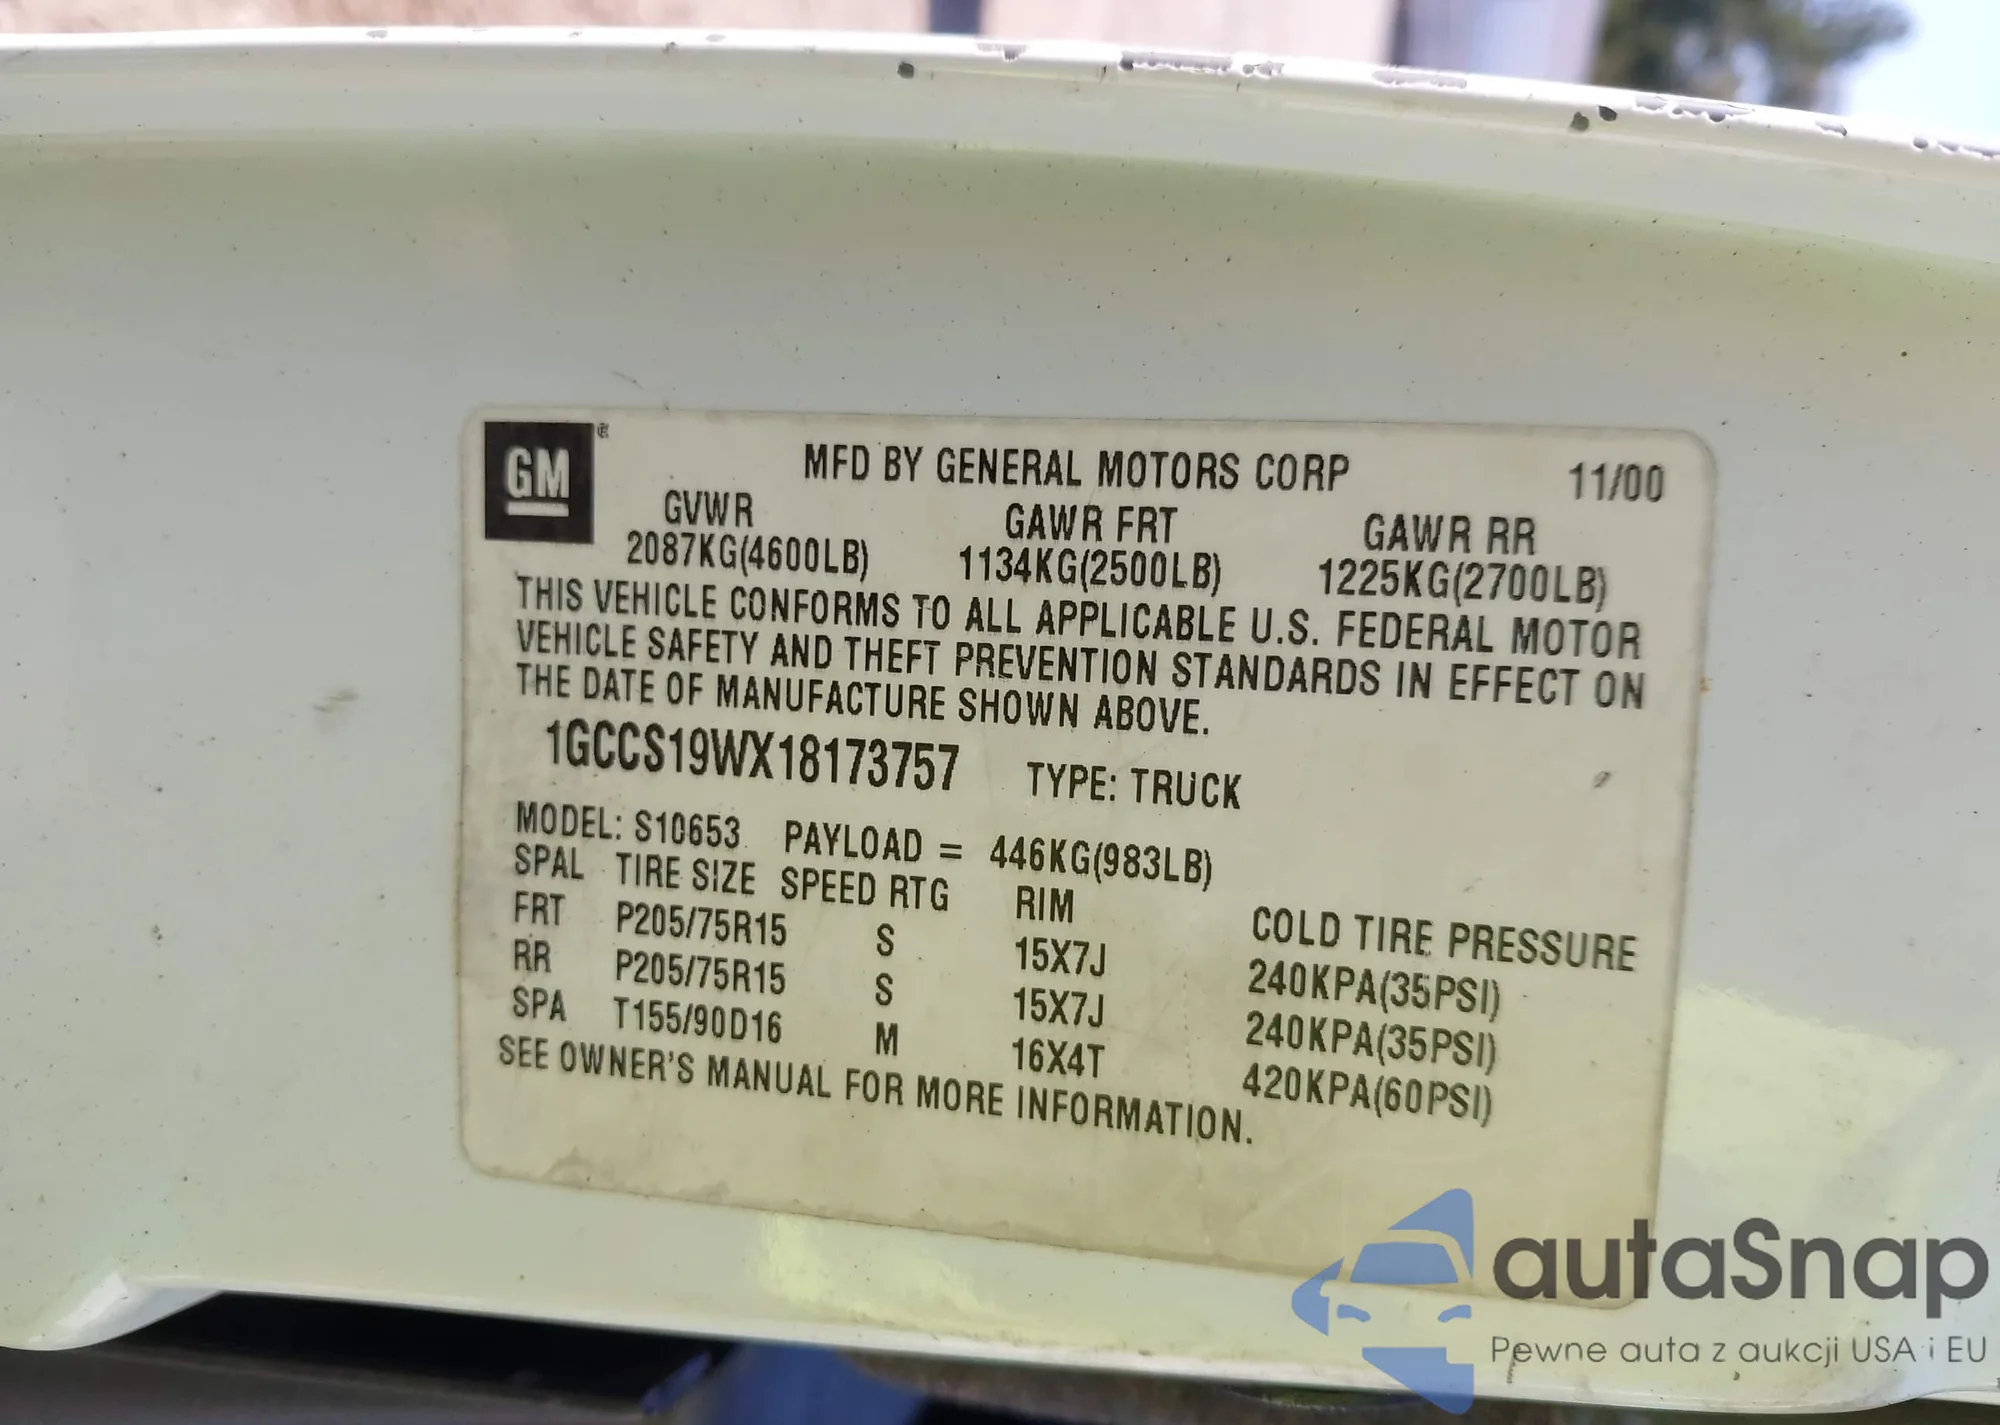 GM
MFD BY GENERAL MOTORS CORP 11/00
GVWR GAWR FRT GAWR RR
2087KG(4600LB) 1134KG(2500LB) 1225KG(2700LB)
THIS VEHICLE CONFORMS TO ALL APPLICABLE U.S. FEDERAL MOTOR
VEHICLE SAFETY AND THEFT PREVENTION STANDARDS IN EFFECT ON
THE DATE OF MANUFACTURE SHOWN ABOVE.
1GCCS19WX18173757 TYPE: TRUCK
MODEL: S10653 PAYLOAD = 446KG(983LB)
SPAL TIRE SIZE SPEED RTG RIM COLD TIRE PRESSURE
FRT P205/75R15 S 15X7J 240KPA(35PSI)
RR P205/75R15 S 15X7J 240KPA(35PSI)
SPA T155/90D16 M 16X4T 420KPA(60PSI)
SEE OWNER'S MANUAL FOR MORE INFORMATION.
autaSnap
Pewne auta z aukcji USA i EU